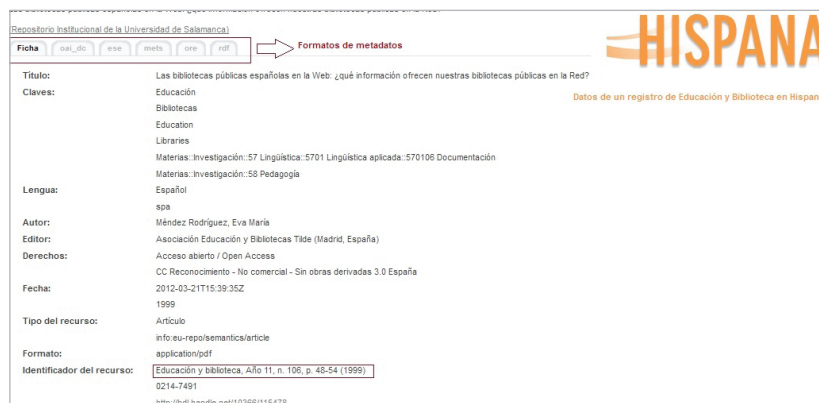 (Repositorio Institucional de la Universidad de Salamanca)
HISPANA
Ficha oai_dc ese mets ore rdf Formatos de metadatos
Título: Las bibliotecas públicas españolas en la Web: ¿qué información ofrecen nuestras bibliotecas públicas en la Red?
Claves: Educación
Datos de un registro de Educación y Biblioteca en Hispan
Bibliotecas
Education
Libraries
Materias::Investigación::57 Lingüística::5701 Lingüística aplicada::570106 Documentación
Materias::Investigación::58 Pedagogía
Lengua: Español
spa
Autor: Méndez Rodríguez, Eva María
Editor: Asociación Educación y Bibliotecas Tilde (Madrid, España)
Derechos: Acceso abierto / Open Access
CC Reconocimiento - No comercial - Sin obras derivadas 3.0 España
Fecha: 2012-03-21T15:39:35Z
1999
Tipo del recurso: Artículo
info:eu-repo/semantics/article
Formato: application/pdf
Identificador del recurso: Educación y biblioteca, Año 11, n. 106, p. 48-54 (1999)
0214-7491
http://hdl.handle.net/10366/115478